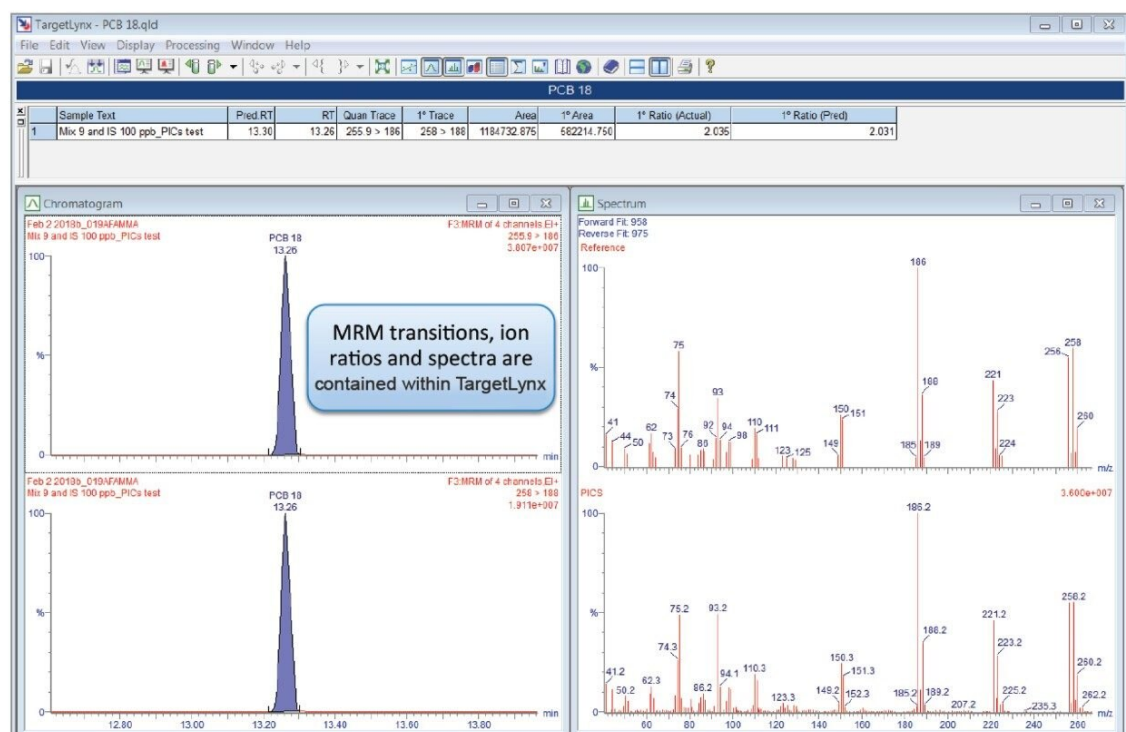 TargetLynx - PCB 18.qld
File Edit View Display Processing Window Help
PCB 18
Sample Text Pred.RT RT Quan Trace 1° Trace Area 1° Area 1° Ratio (Actual) 1° Ratio (Pred)
1 Mix 9 and IS 100 ppb_PICs test 13.30 13.26 255.9 > 186 258 > 188 1184732.875 582214.750 2.035 2.031
Chromatogram
Feb 2 2018b_019AFAMMA F3:MRM of 4 channels,EI+
Mix 9 and IS 100 ppb_PICs test 255.9 > 186
3.807e+007
PCB 18
13.26
100
%
0
min
MRM transitions, ion
ratios and spectra are
contained within TargetLynx
Feb 2 2018b_019AFAMMA F3:MRM of 4 channels,EI+
Mix 9 and IS 100 ppb_PICs test 258 > 188
1.911e+007
PCB 18
13.26
100
%
0
min
12.80 13.00 13.20 13.40 13.60 13.80
Spectrum
Forward Fit: 958
Reverse Fit: 975
Reference
100
%
0
186
75
258
256
221
188
93
223
74
260
150
151
41
62
92
94
110
111
44
50
73
76
86
98
123
125
149
185
189
224
m/z
PICS 3.600e+007
100
%
0
186.2
258.2
75.2
93.2
221.2
188.2
223.2
74.3
150.3
260.2
41.2
62.3
94.1
110.3
151.3
50.2
86.2
123.3
149.2
152.3
185.2
189.2
207.2
225.2
235.3
262.2
m/z
60 80 100 120 140 160 180 200 220 240 260